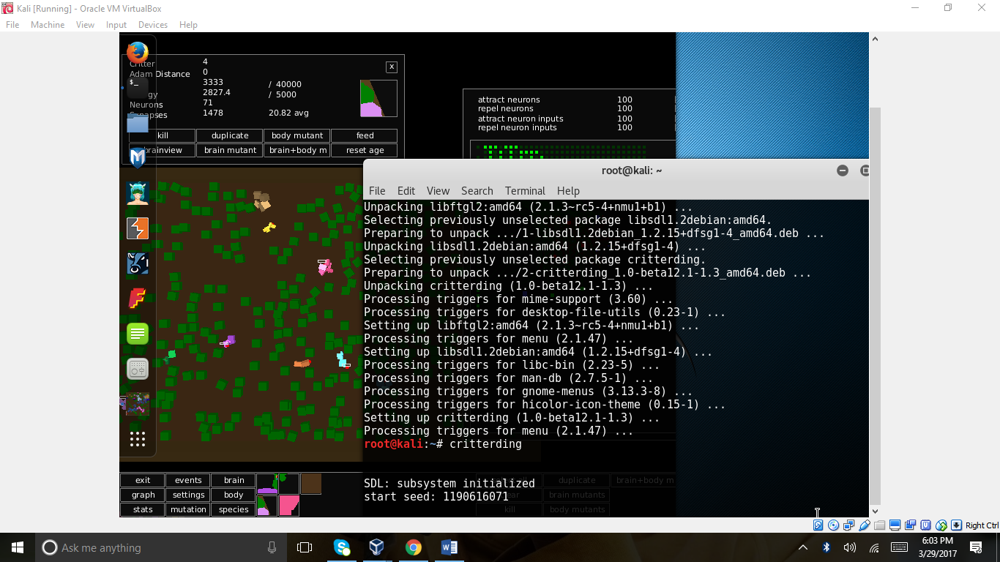 Kali [Running] - Oracle VM VirtualBox
File Machine View Input Devices Help
Critter 4
Adam Distance 0
3333 / 40000
2827.4 / 5000
Neurons 71
1478 20.82 avg
x
kill duplicate body mutant feed
brainview brain mutant brain+body m reset age
attract neurons 100
repel neurons 100
attract neuron inputs 100
repel neuron inputs 100
root@kali: ~
File Edit View Search Terminal Help
Unpacking libftgl2:amd64 (2.1.3~rc5-4+nmu1+b1) ...
Selecting previously unselected package libsdl1.2debian:amd64.
Preparing to unpack .../1-libsdl1.2debian_1.2.15+dfsg1-4_amd64.deb ...
Unpacking libsdl1.2debian:amd64 (1.2.15+dfsg1-4) ...
Selecting previously unselected package critterding.
Preparing to unpack .../2-critterding_1.0-beta12.1-1.3_amd64.deb ...
Unpacking critterding (1.0-beta12.1-1.3) ...
Processing triggers for mime-support (3.60) ...
Processing triggers for desktop-file-utils (0.23-1) ...
Setting up libftgl2:amd64 (2.1.3~rc5-4+nmu1+b1) ...
Processing triggers for menu (2.1.47) ...
Setting up libsdl1.2debian:amd64 (1.2.15+dfsg1-4) ...
Processing triggers for libc-bin (2.23-5) ...
Processing triggers for man-db (2.7.5-1) ...
Processing triggers for gnome-menus (3.13.3-8) ...
Processing triggers for hicolor-icon-theme (0.15-1) ...
Setting up critterding (1.0-beta12.1-1.3) ...
Processing triggers for menu (2.1.47) ...
root@kali:~# critterding
SDL: subsystem initialized
start seed: 1190616071
exit events brain
graph settings body
stats mutation species
duplicate brain+body m
brain mutants
kill body mutants
Right Ctrl
Ask me anything
6:03 PM
3/29/2017